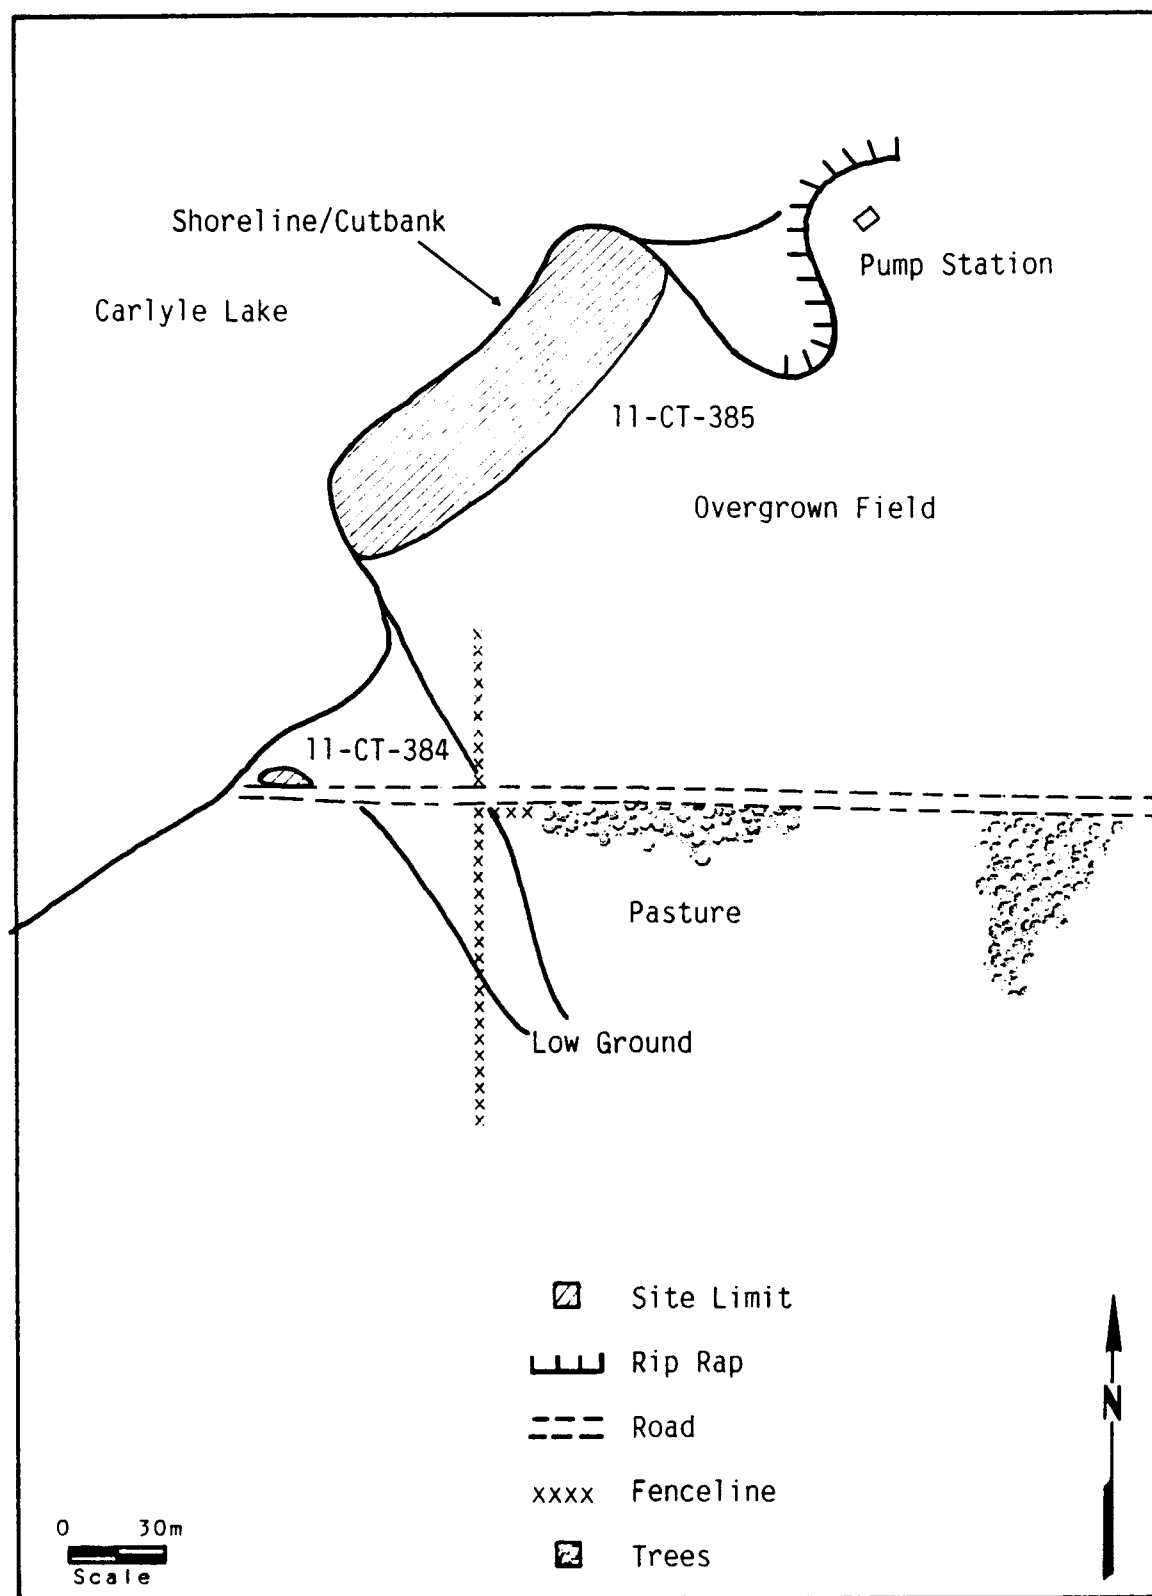 Shoreline/Cutbank
Pump Station
Carlyle Lake
11-CT-385
Overgrown Field
11-CT-384
Pasture
Low Ground
Site Limit
Rip Rap
Road
xxxx Fenceline
Trees
N
0 30m
Scale